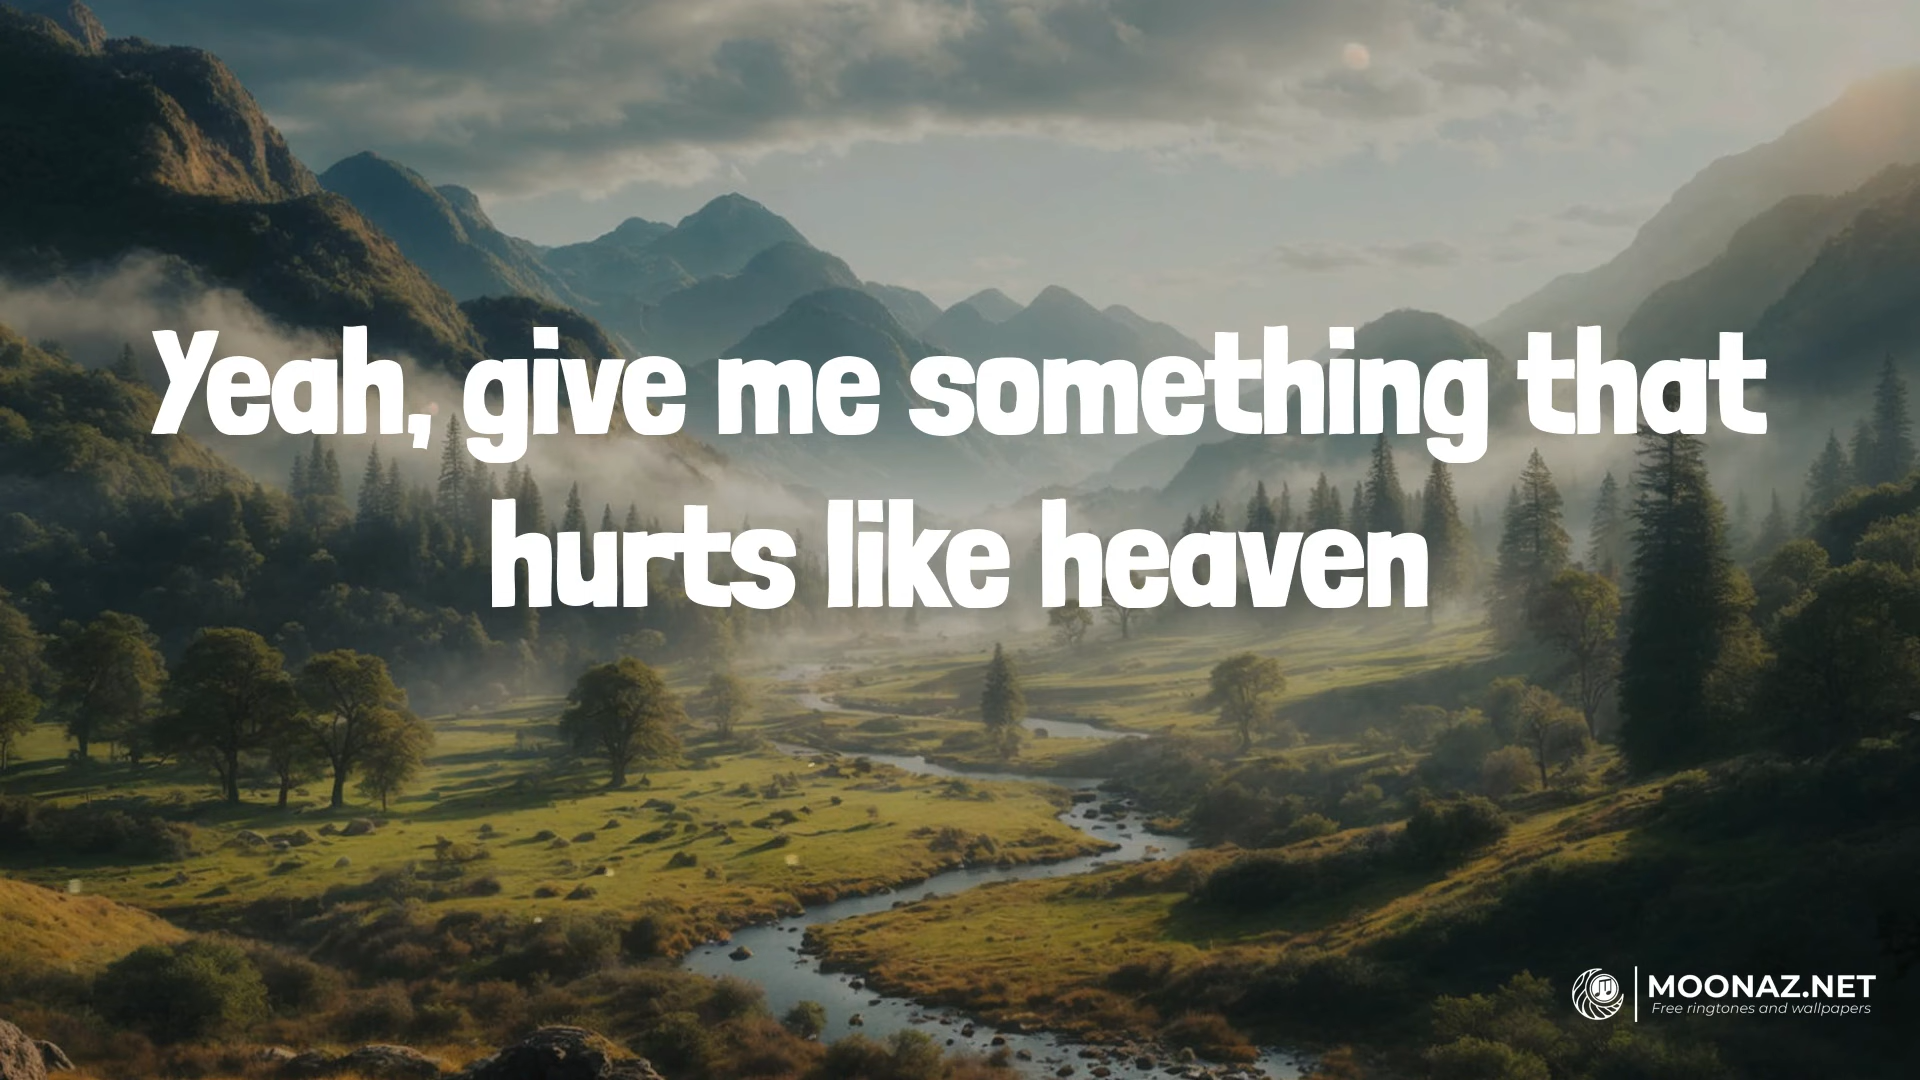 Yeah, give me something that
hurts like heaven
MOONAZ.NET
Free ringtones and wallpapers